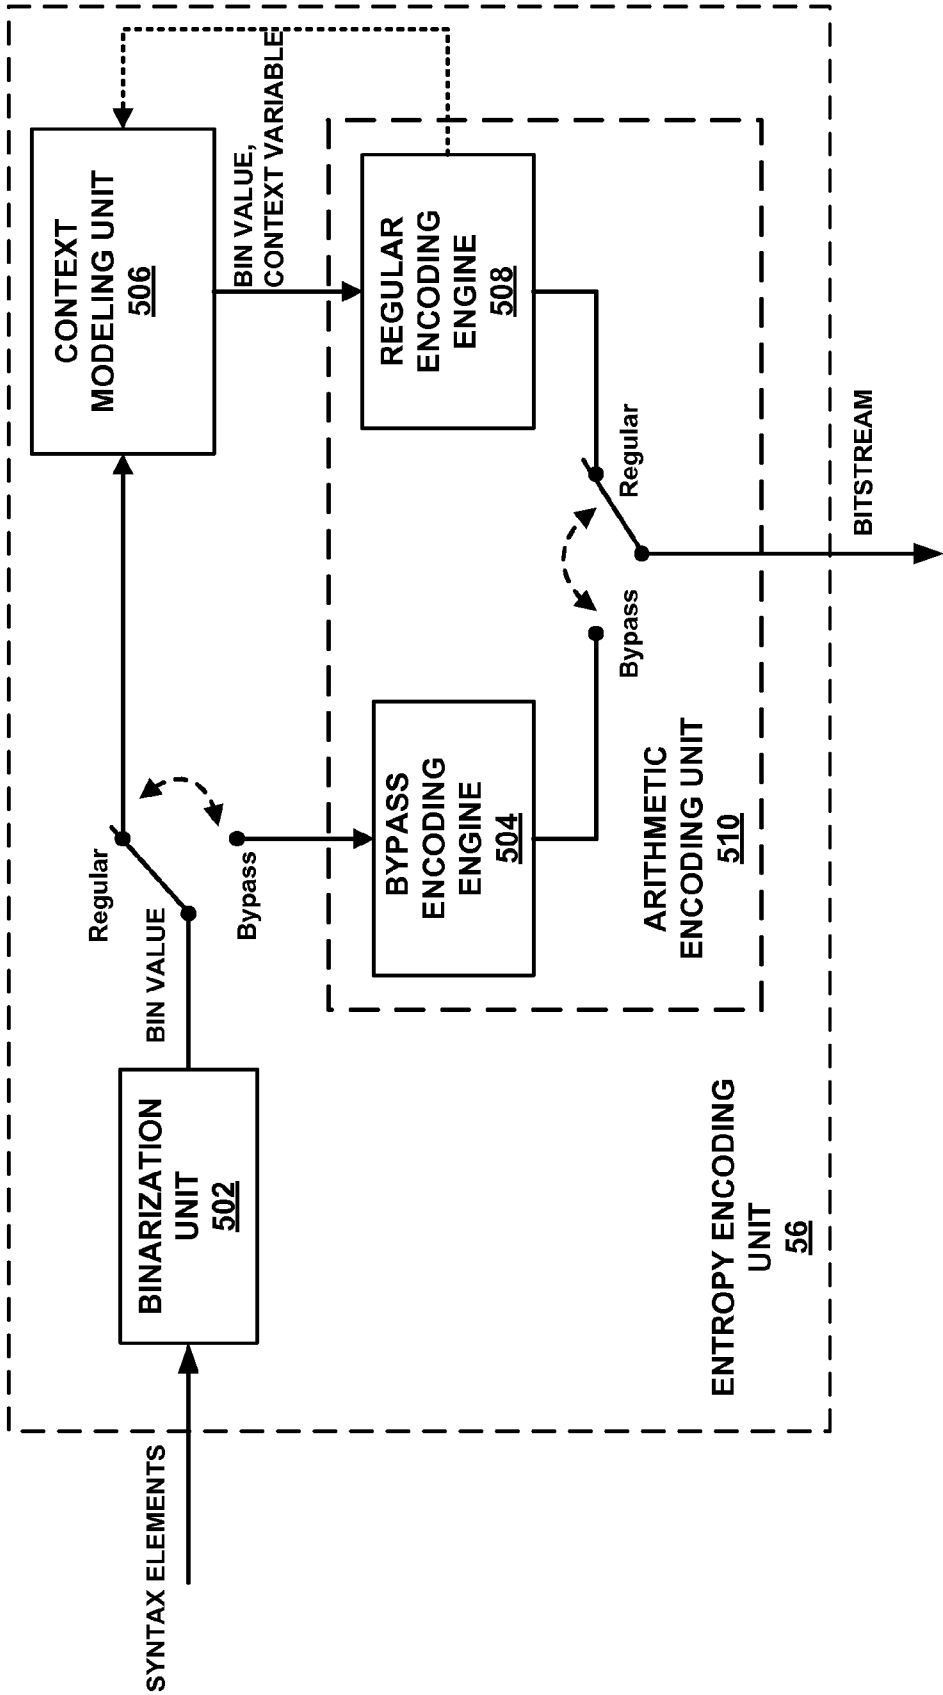 SYNTAX ELEMENTS
BINARIZATION
UNIT
502
BIN VALUE
Regular
Bypass
CONTEXT
MODELING UNIT
506
BIN VALUE,
CONTEXT VARIABLE
BYPASS
ENCODING
ENGINE
504
REGULAR
ENCODING
ENGINE
508
Bypass
Regular
ARITHMETIC
ENCODING UNIT
510
ENTROPY ENCODING
UNIT
56
BITSTREAM